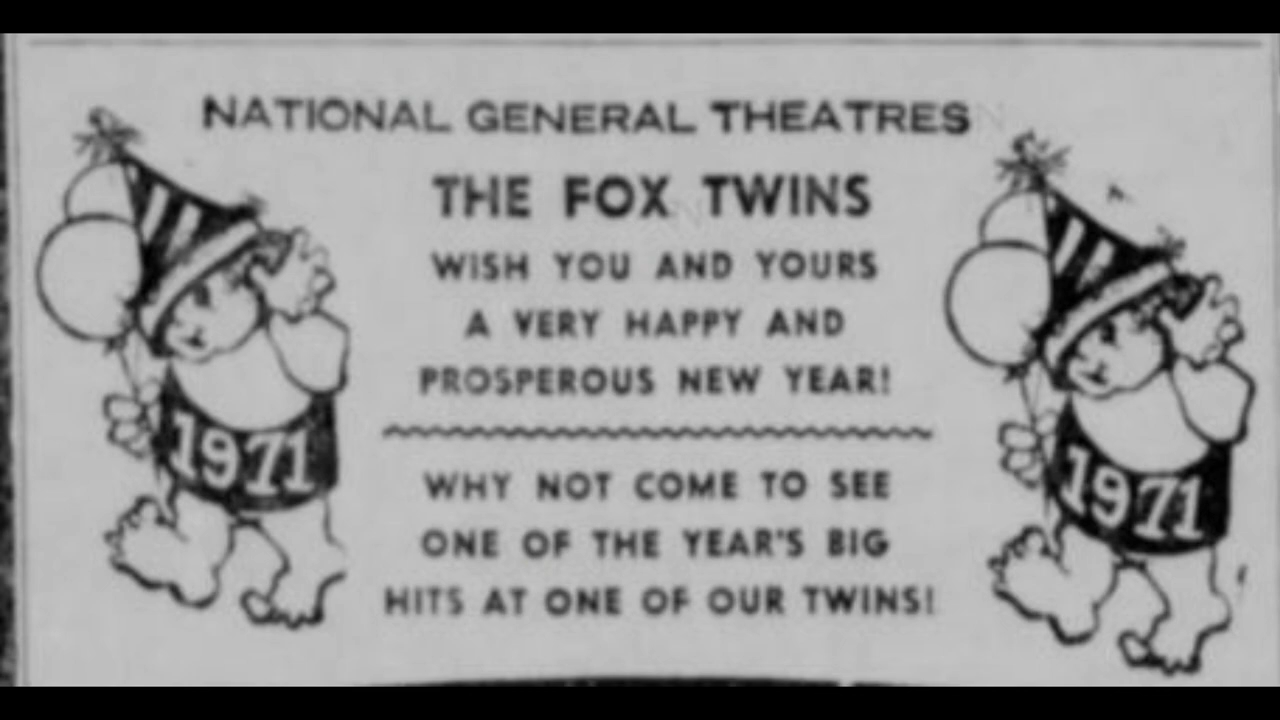 NATIONAL GENERAL THEATRES
THE FOX TWINS
WISH YOU AND YOURS
A VERY HAPPY AND
PROSPEROUS NEW YEAR!
1971
1971
WHY NOT COME TO SEE
ONE OF THE YEAR'S BIG
HITS AT ONE OF OUR TWINS!